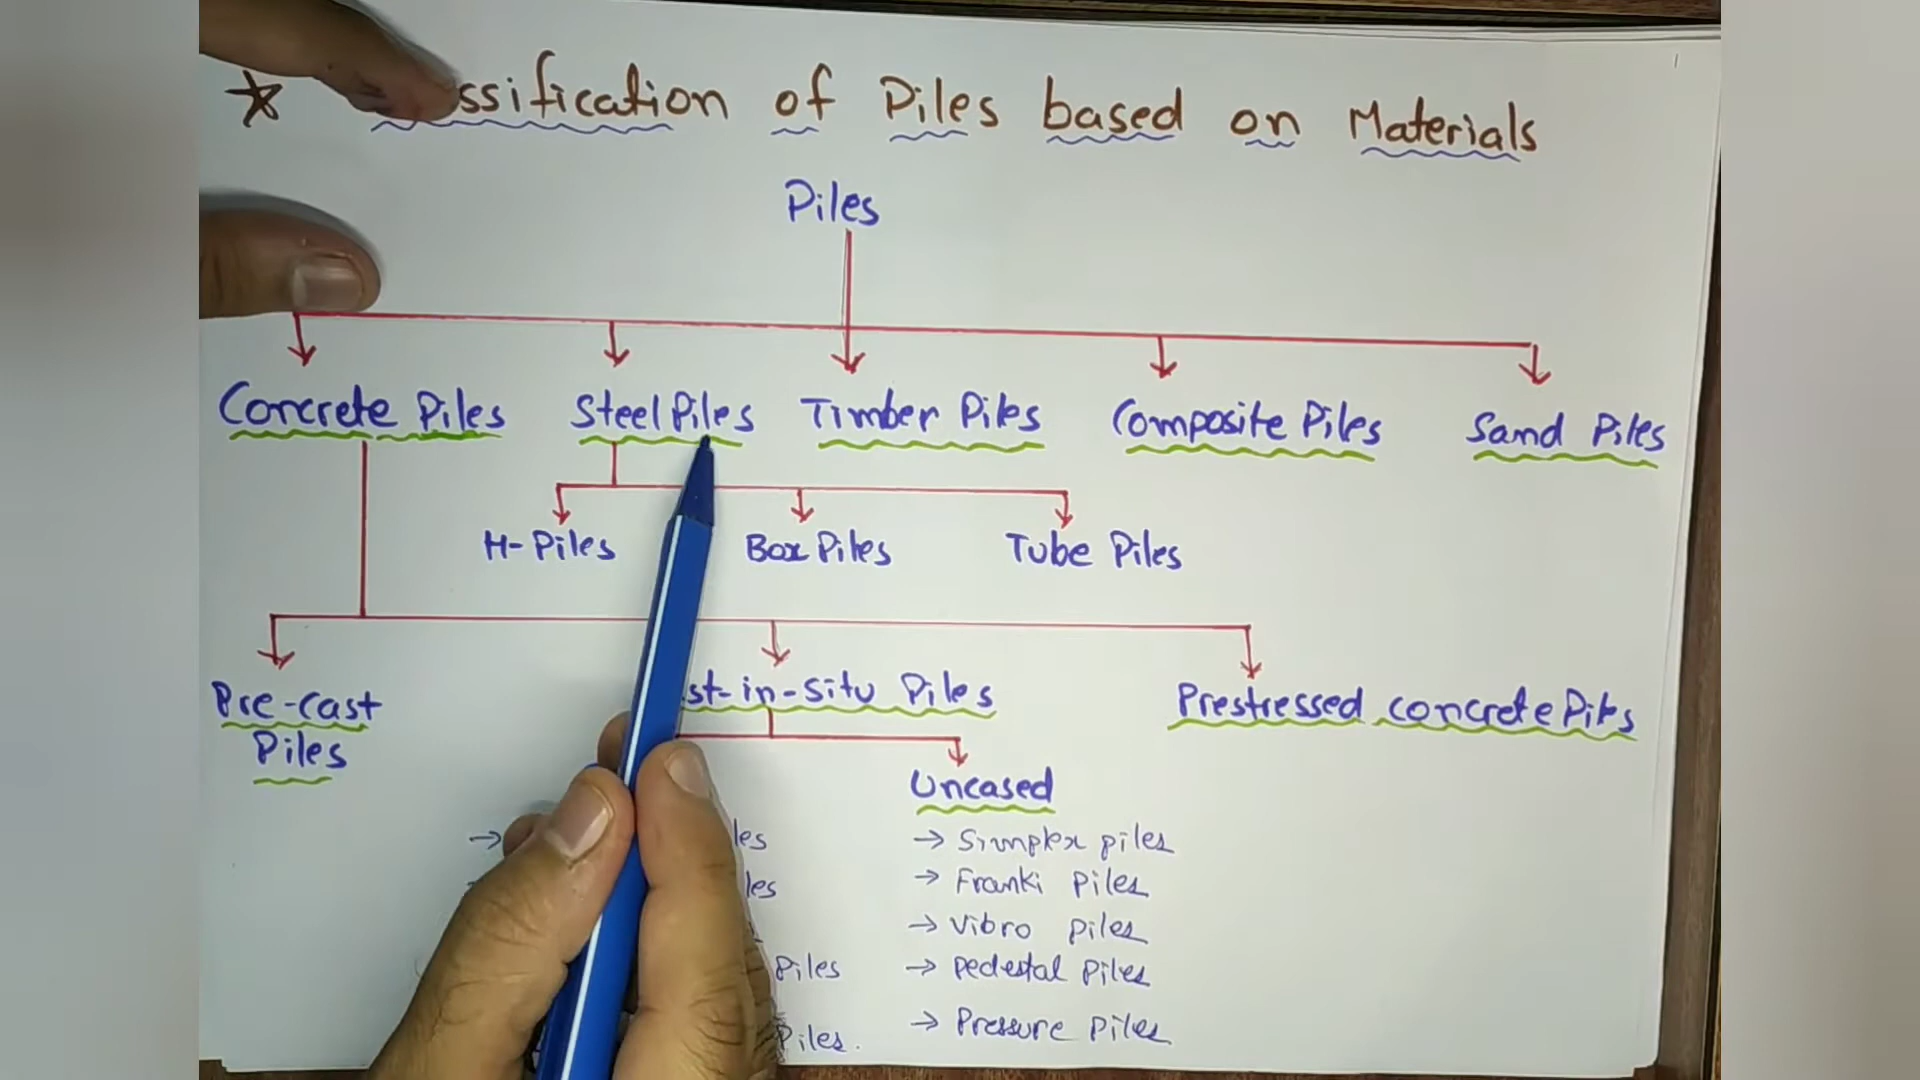 ssification of Piles based on Materials
Piles
Concrete Piles Steel Piles Timber Piles Composite Piles Sand Piles
H-Piles Box Piles Tube Piles
Pre-cast
Piles
st-in-situ Piles
Prestressed concrete Piles
Uncased
→ Simplex piles
→ Franki Piles
→ Vibro piles
Piles → Pedestal Piles
Piles. → Pressure Piles